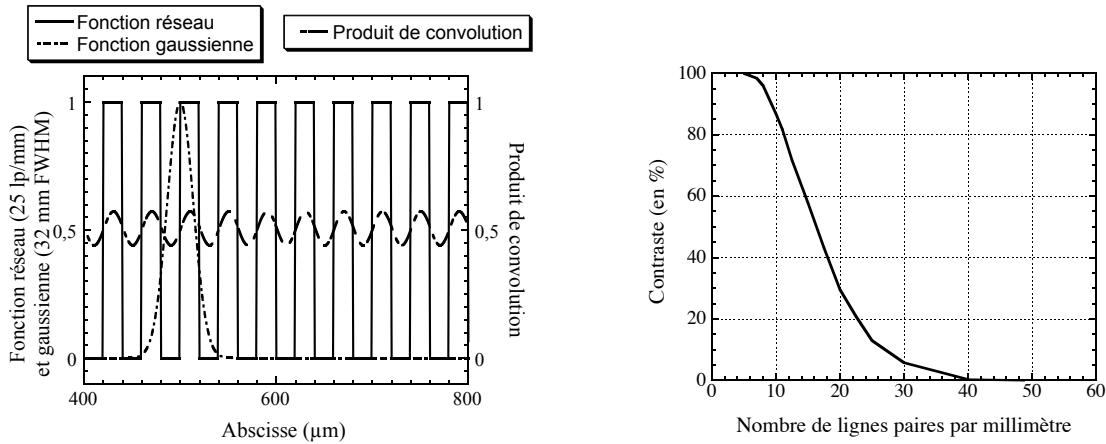 Fonction réseau
Fonction gaussienne
Produit de convolution
Fonction réseau (25 lp/mm)
et gaussienne (32 mm FWHM)
1
0,5
0
1
0,5
0
Produit de convolution
400
600
800
Abscisse (µm)
Contraste (en %)
100
80
60
40
20
0
0
10
20
30
40
50
60
Nombre de lignes paires par millimètre